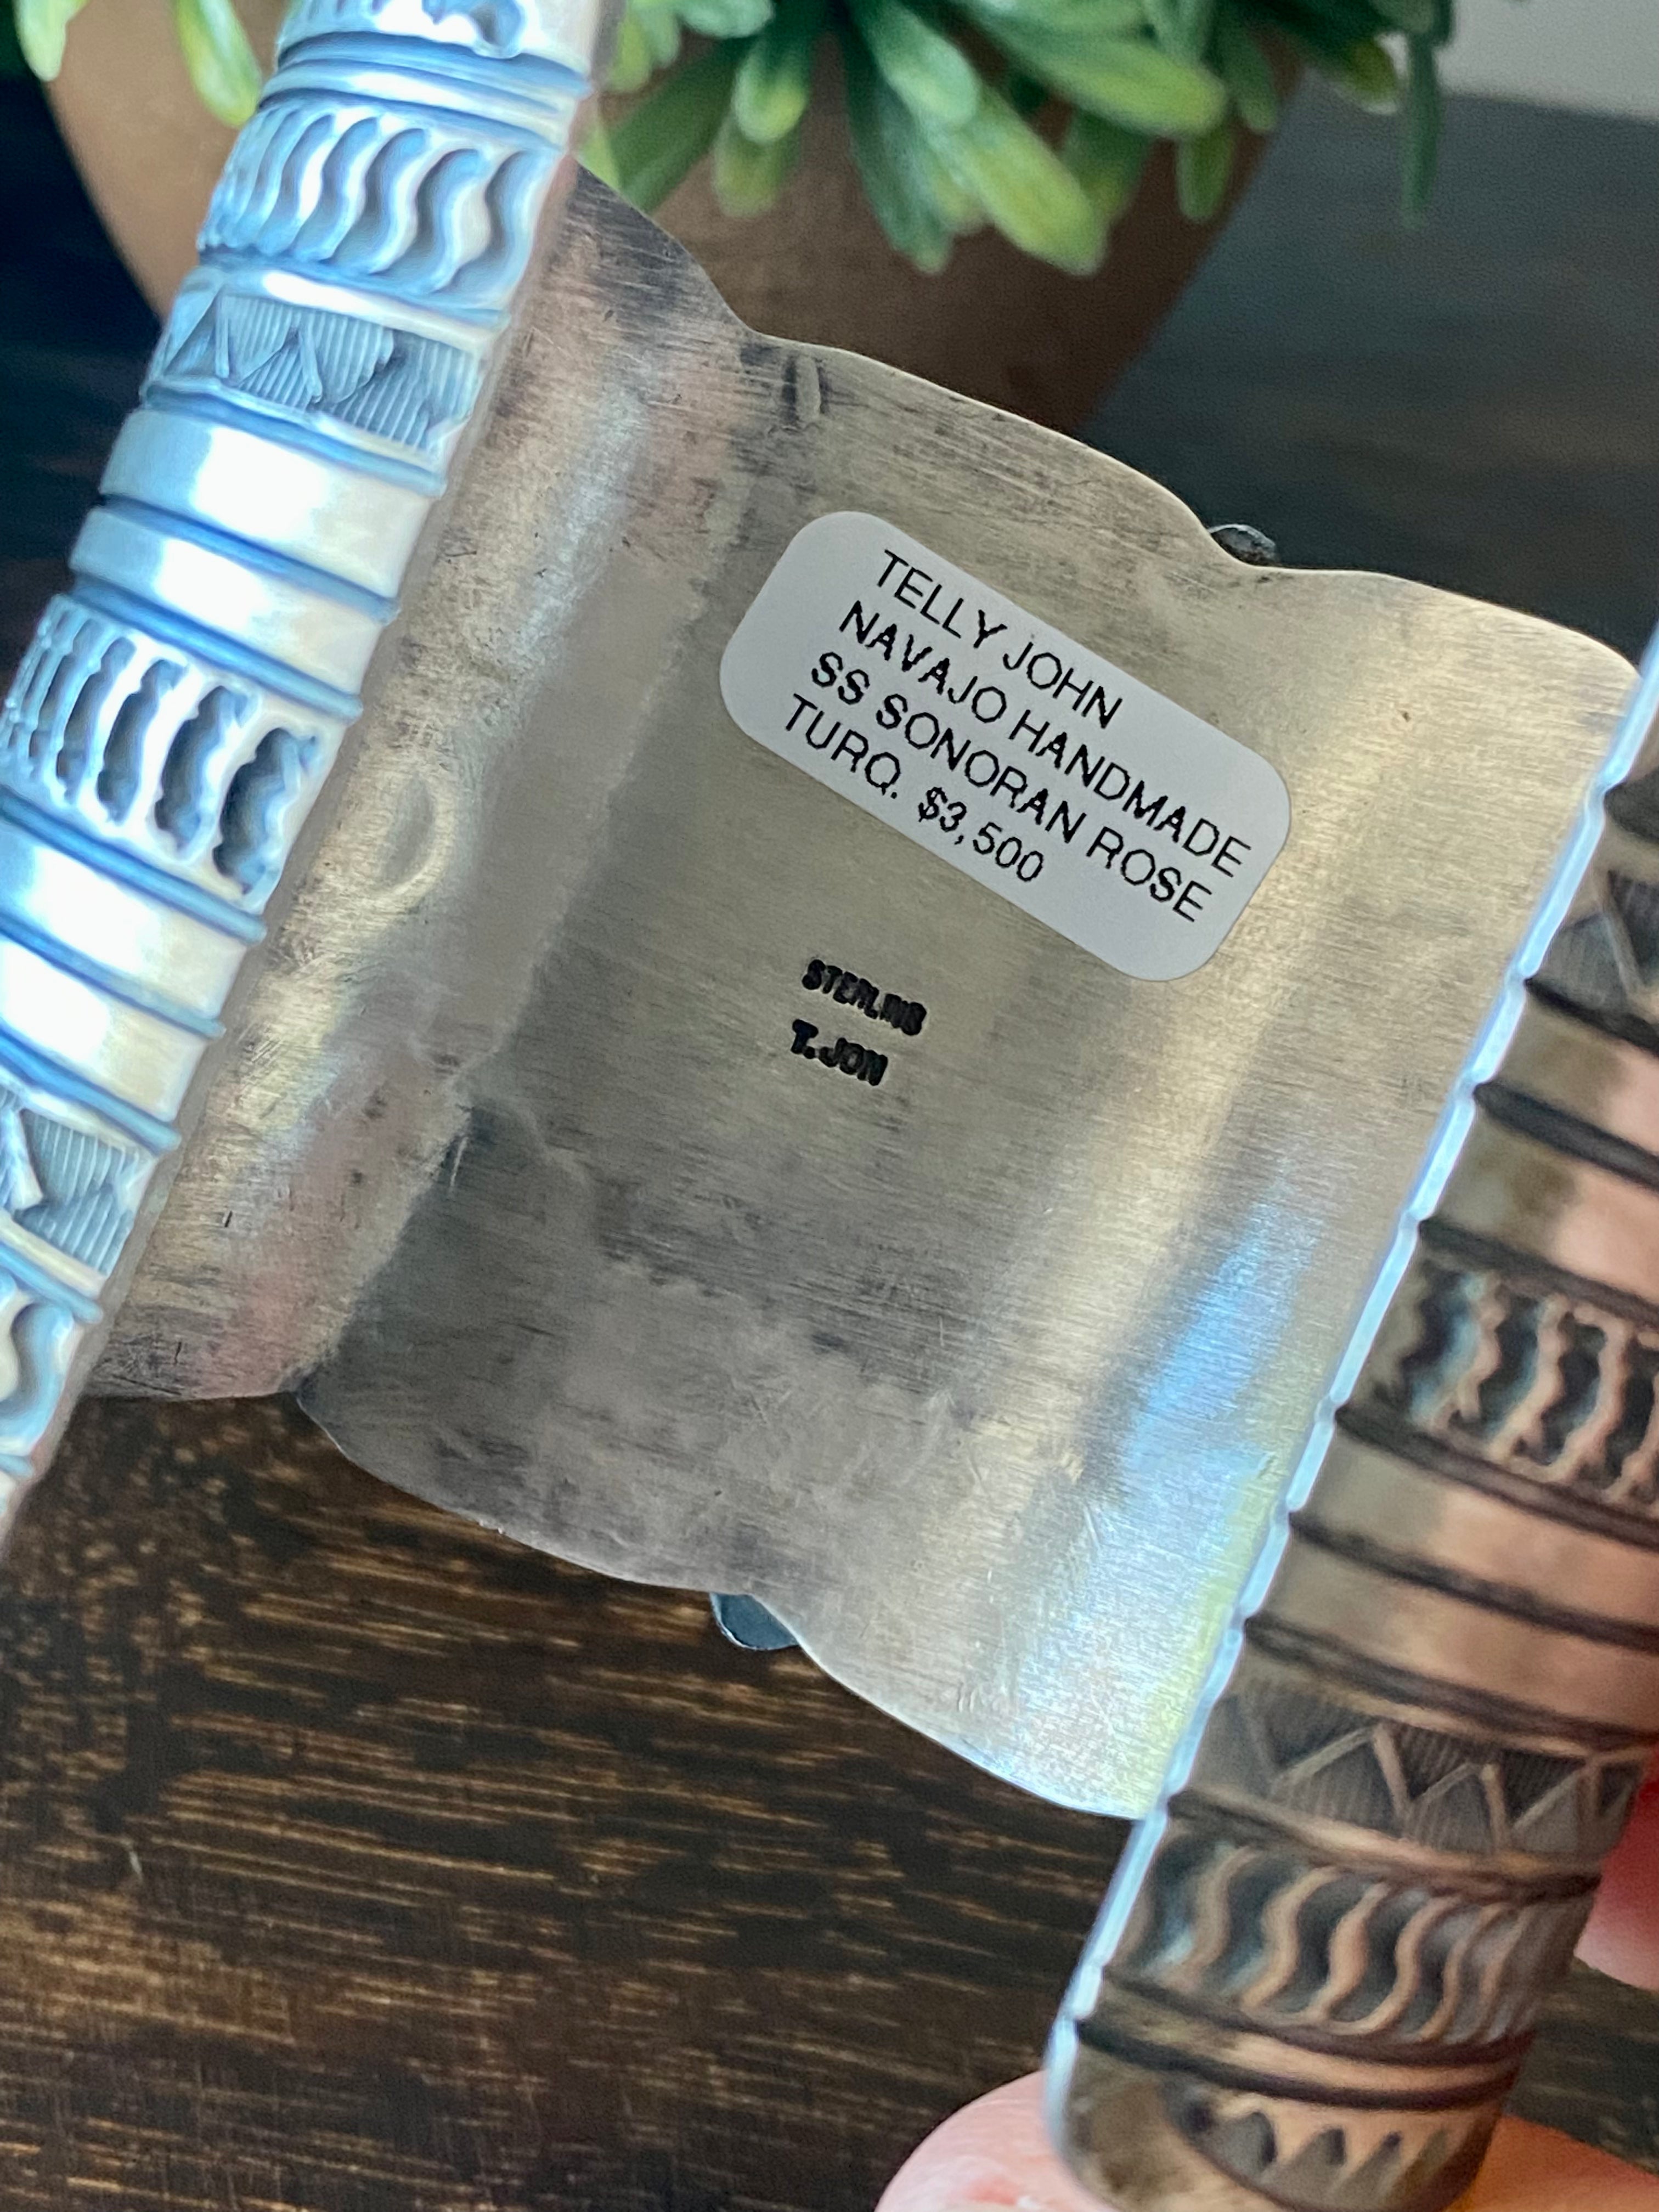 TELLY JOHN
NAVAJO HANDMADE
SS SONORAN ROSE
TURQ. $3,500
STERLING
T. JON